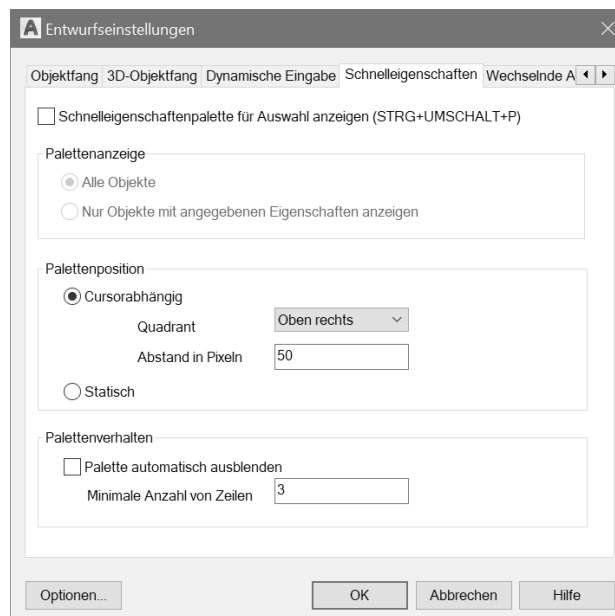 A Entwurfseinstellungen
Objektfang 3D-Objektfang Dynamische Eingabe Schnelleigenschaften Wechselnde A
Schnelleigenschaftenpalette für Auswahl anzeigen (STRG+UMSCHALT+P)
Palettenanzeige
Alle Objekte
Nur Objekte mit angegebenen Eigenschaften anzeigen
Palettenposition
Cursorabhängig
Quadrant Oben rechts
Abstand in Pixeln 50
Statisch
Palettenverhalten
Palette automatisch ausblenden
Minimale Anzahl von Zeilen 3
Optionen... OK Abbrechen Hilfe